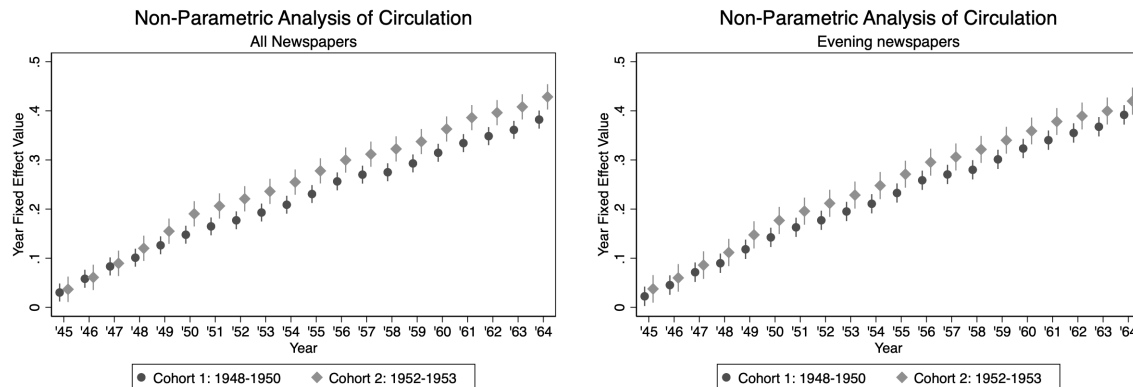 Non-Parametric Analysis of Circulation
All Newspapers
Year Fixed Effect Value
.5
.4
.3
.2
.1
0
'45 '46 '47 '48 '49 '50 '51 '52 '53 '54 '55 '56 '57 '58 '59 '60 '61 '62 '63 '64
Year
Cohort 1: 1948-1950 Cohort 2: 1952-1953
Non-Parametric Analysis of Circulation
Evening newspapers
Year Fixed Effect Value
.5
.4
.3
.2
.1
0
'45 '46 '47 '48 '49 '50 '51 '52 '53 '54 '55 '56 '57 '58 '59 '60 '61 '62 '63 '64
Year
Cohort 1: 1948-1950 Cohort 2: 1952-1953